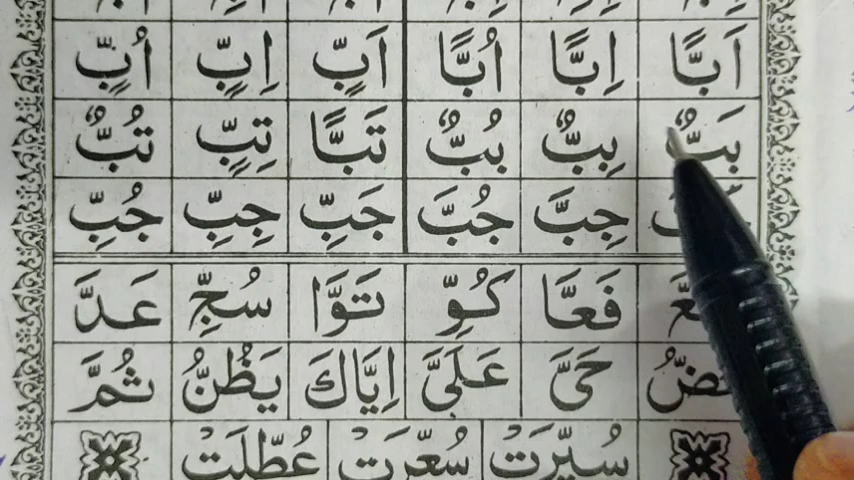 اَبًّا اِبًّا اُبًّا اَبٍّ اِبٍّ اُبٍّ
بَبٌّ بِبٌّ بُبٌّ تَبًّا تِبٍّ تُبٌّ
جِبَّ جُبَّ جَبِّ جِبِّ جُبِّ
فَعَّا كُوِّ تَوَّا سُجِّ عَدَّ
حَيَّ عَلَيَّ اِيَّاكَ يَظُنُّ ثُمَّ
سُيِّرَتْ سُعِّرَتْ عُطِّلَتْ